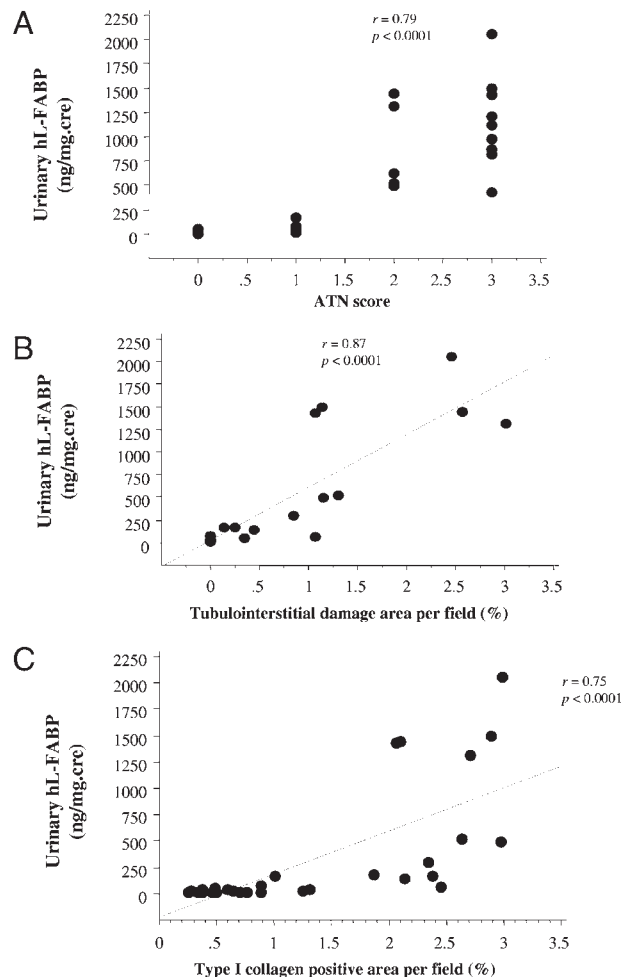 A
r = 0.79
p < 0.0001
Urinary hL-FABP
(ng/mg.cre)
2250
2000
1750
1500
1250
1000
750
500
250
0
0 .5 1 1.5 2 2.5 3 3.5
ATN score
B
r = 0.87
p < 0.0001
Urinary hL-FABP
(ng/mg.cre)
2250
2000
1750
1500
1250
1000
750
500
250
0
0 .5 1 1.5 2 2.5 3 3.5
Tubulointerstitial damage area per field (%)
C
r = 0.75
p < 0.0001
Urinary hL-FABP
(ng/mg.cre)
2250
2000
1750
1500
1250
1000
750
500
250
0
0 .5 1 1.5 2 2.5 3 3.5
Type I collagen positive area per field (%)